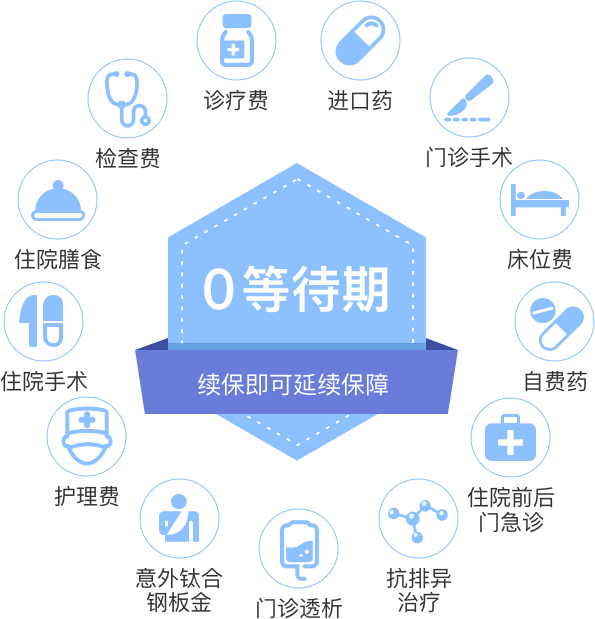 诊疗费
进口药
检查费
门诊手术
住院膳食
床位费
0等待期
续保即可延续保障
住院手术
自费药
护理费
住院前后
门急诊
意外钛合
钢板金
门诊透析
抗排异
治疗